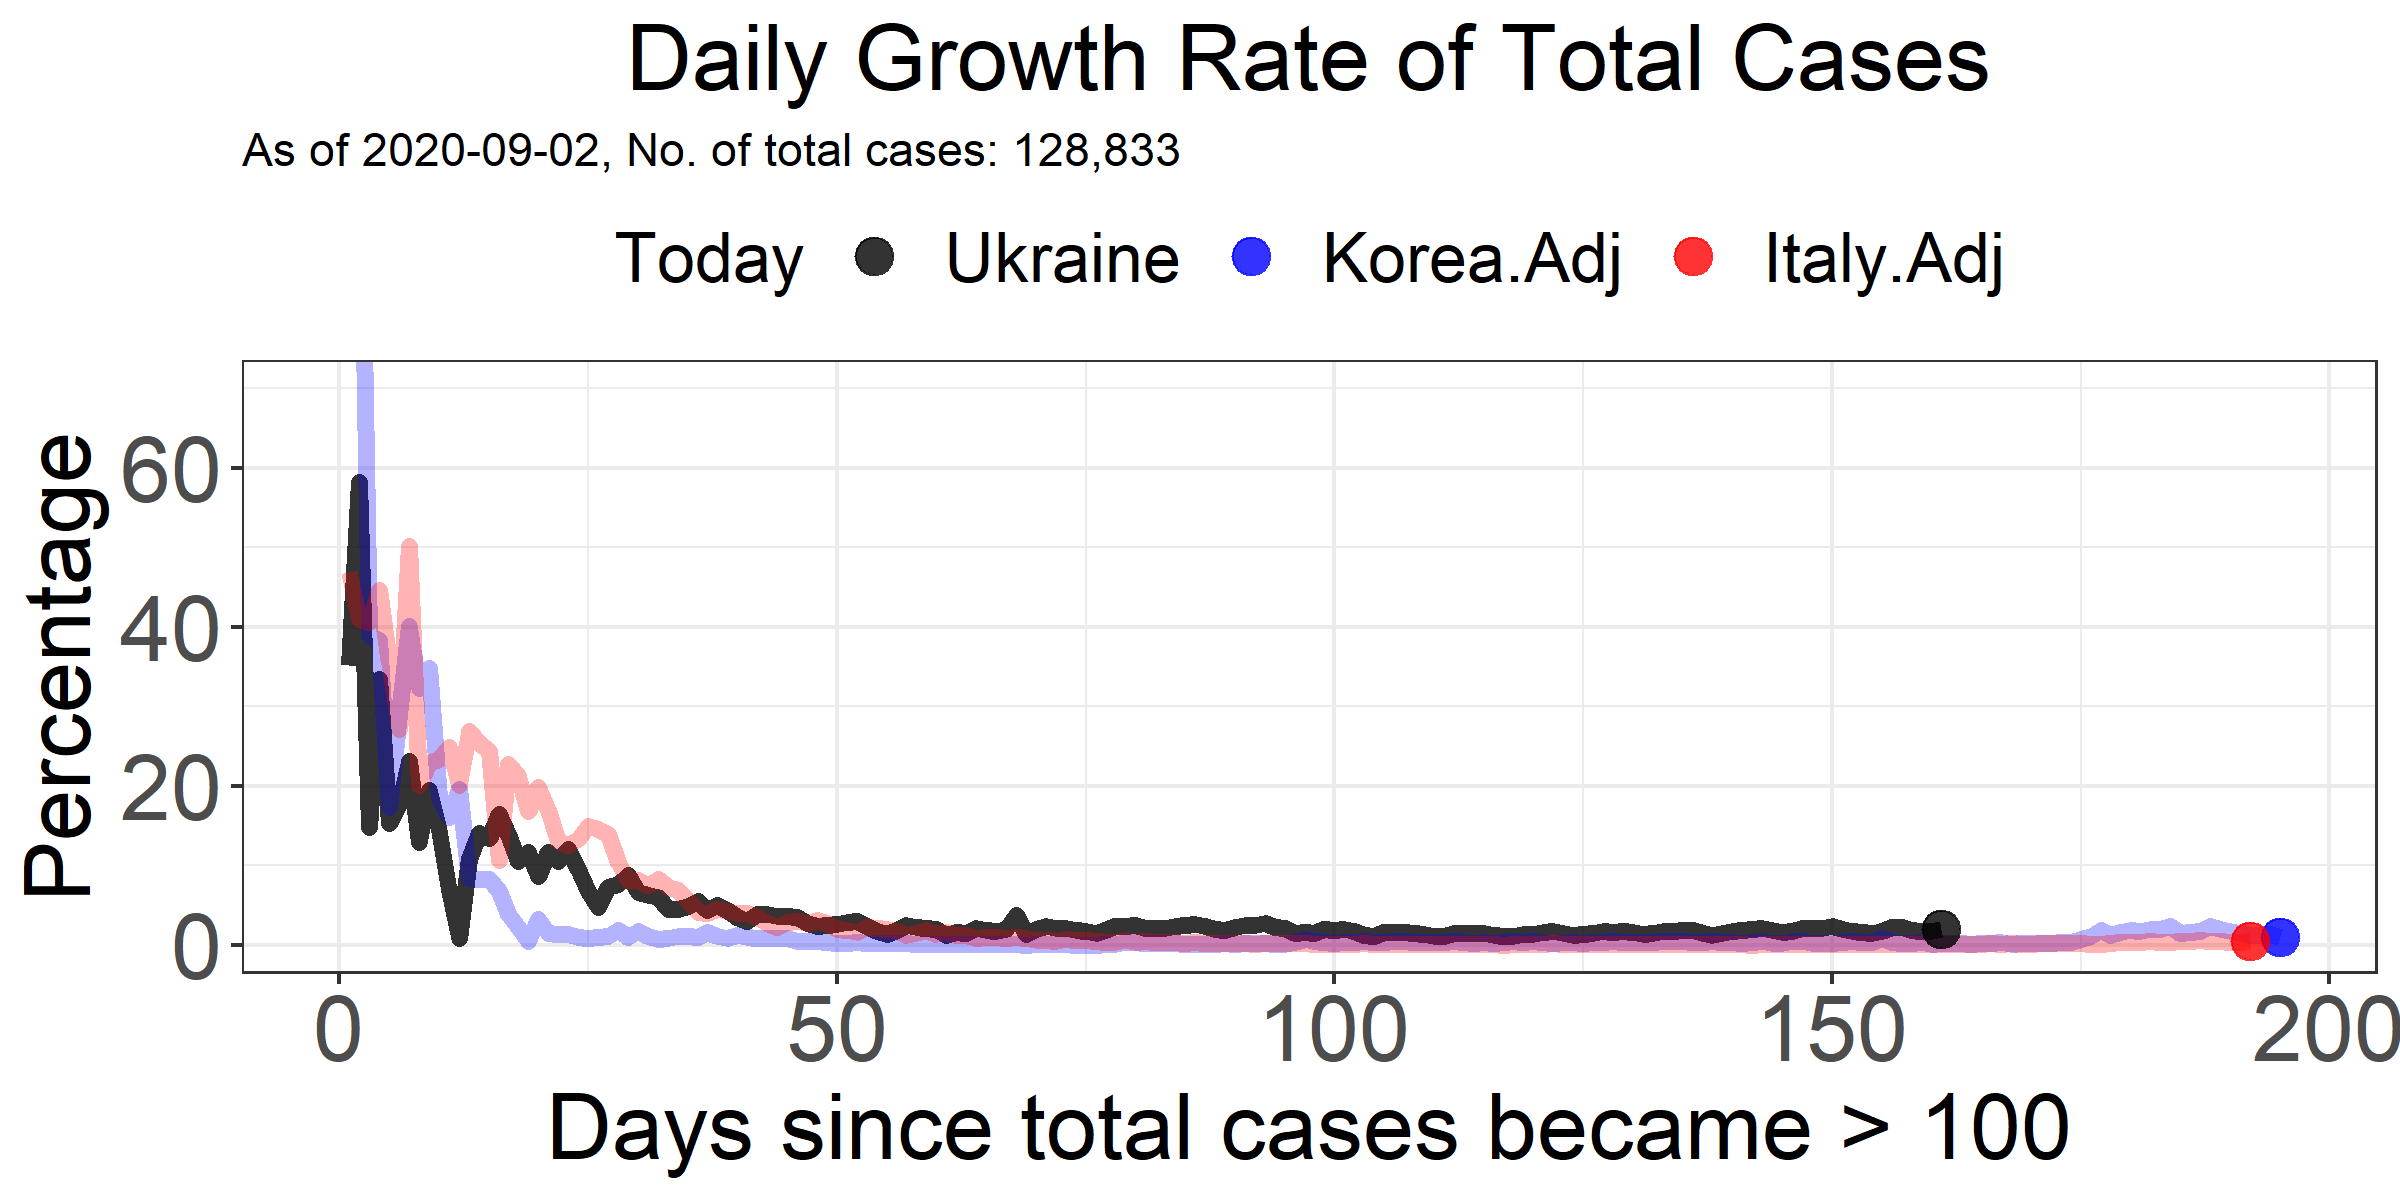 Daily Growth Rate of Total Cases
As of 2020-09-02, No. of total cases: 128,833
Today Ukraine Korea.Adj Italy.Adj
Percentage
60
40
20
0
0 50 100 150 200
Days since total cases became > 100